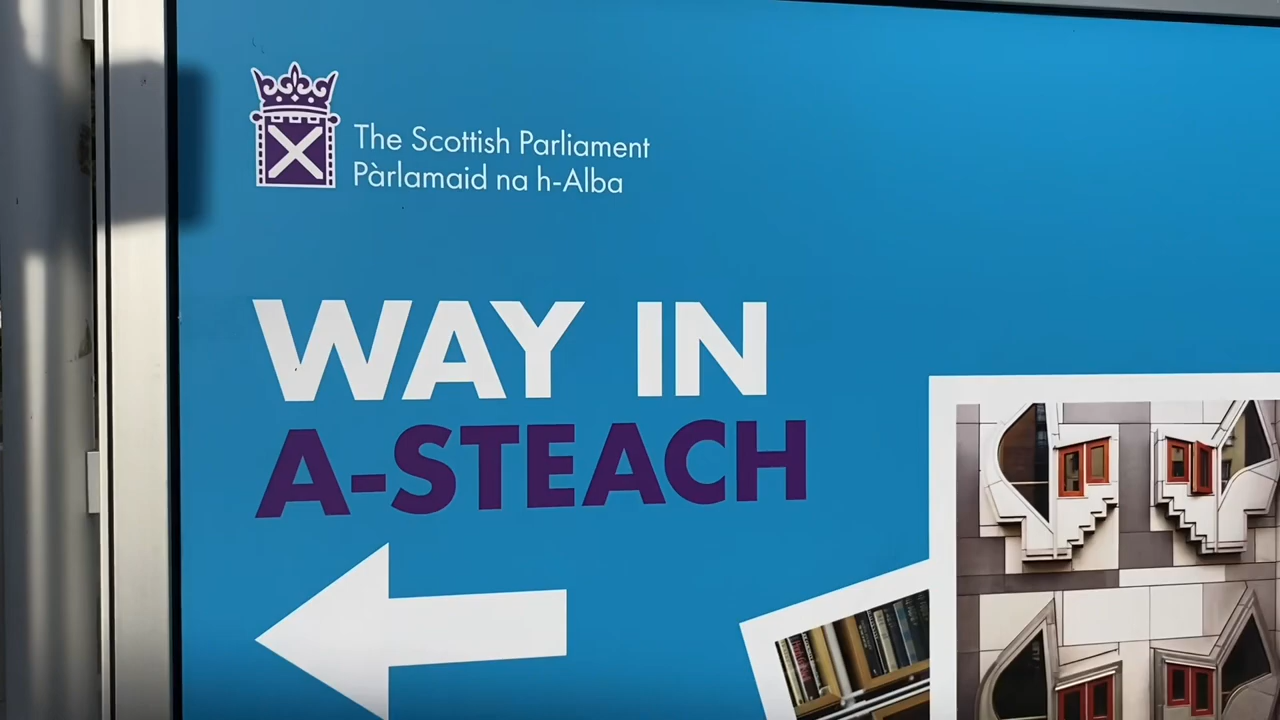 The Scottish Parliament
Pàrlamaid na h-Alba
WAY IN
A-STEACH